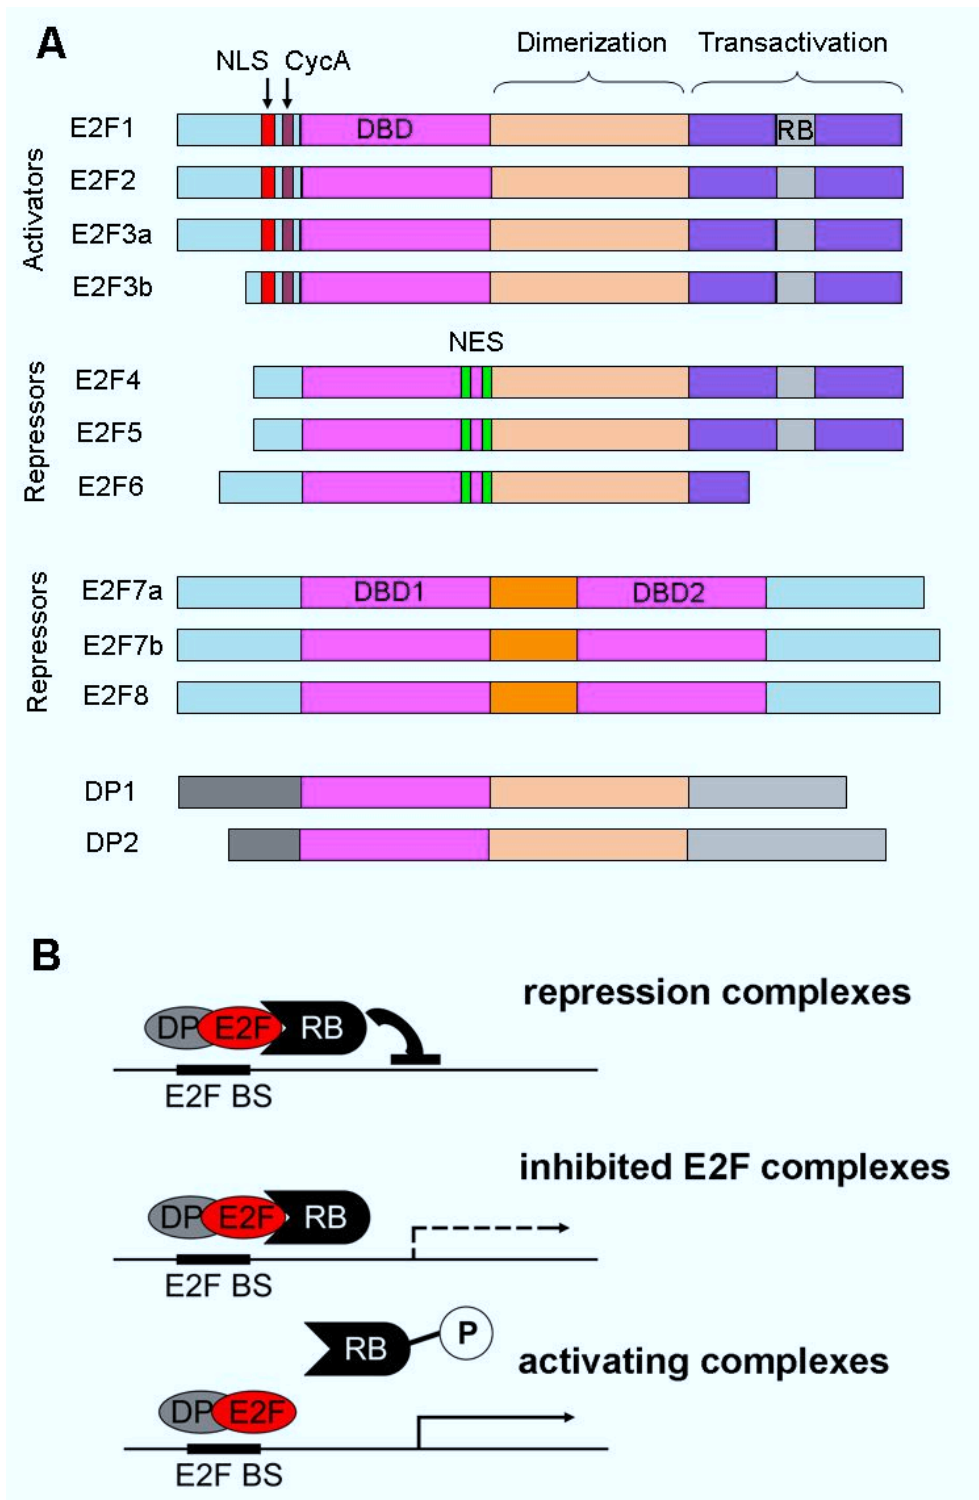 A
Dimerization Transactivation
NLS CycA
E2F1 DBD RB
E2F2
E2F3a
E2F3b
Activators
NES
E2F4
E2F5
E2F6
Repressors
E2F7a DBD1 DBD2
E2F7b
E2F8
Repressors
DP1
DP2
B
repression complexes
DP E2F RB
E2F BS
inhibited E2F complexes
DP E2F RB
E2F BS
RB P
activating complexes
DP E2F
E2F BS